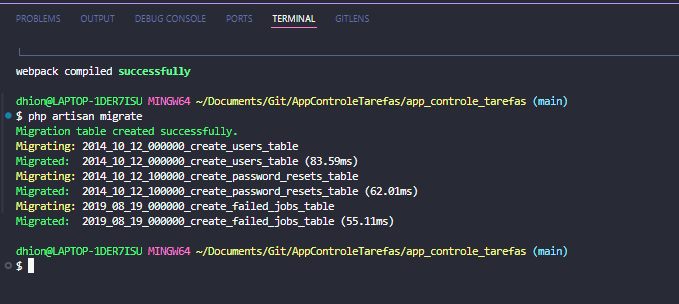 PROBLEMS OUTPUT DEBUG CONSOLE PORTS TERMINAL GITLENS
webpack compiled successfully
dhion@LAPTOP-1DER7ISU MINGW64 ~/Documents/Git/AppControleTarefas/app_controle_tarefas (main)
$ php artisan migrate
Migration table created successfully.
Migrating: 2014_10_12_000000_create_users_table
Migrated:  2014_10_12_000000_create_users_table (83.59ms)
Migrating: 2014_10_12_100000_create_password_resets_table
Migrated:  2014_10_12_100000_create_password_resets_table (62.01ms)
Migrating: 2019_08_19_000000_create_failed_jobs_table
Migrated:  2019_08_19_000000_create_failed_jobs_table (55.11ms)
dhion@LAPTOP-1DER7ISU MINGW64 ~/Documents/Git/AppControleTarefas/app_controle_tarefas (main)
$